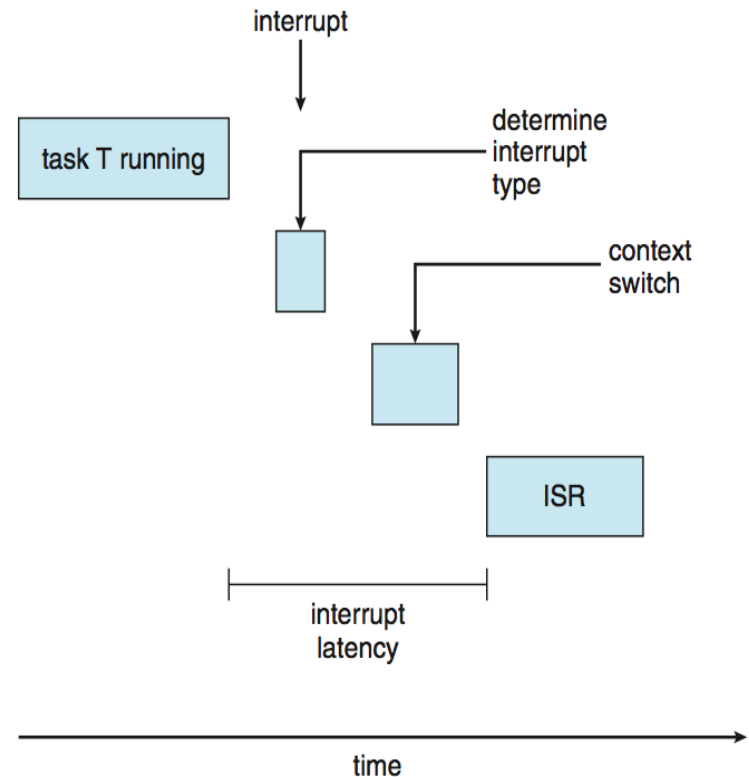 interrupt
task T running
determine
interrupt
type
context
switch
ISR
interrupt
latency
time